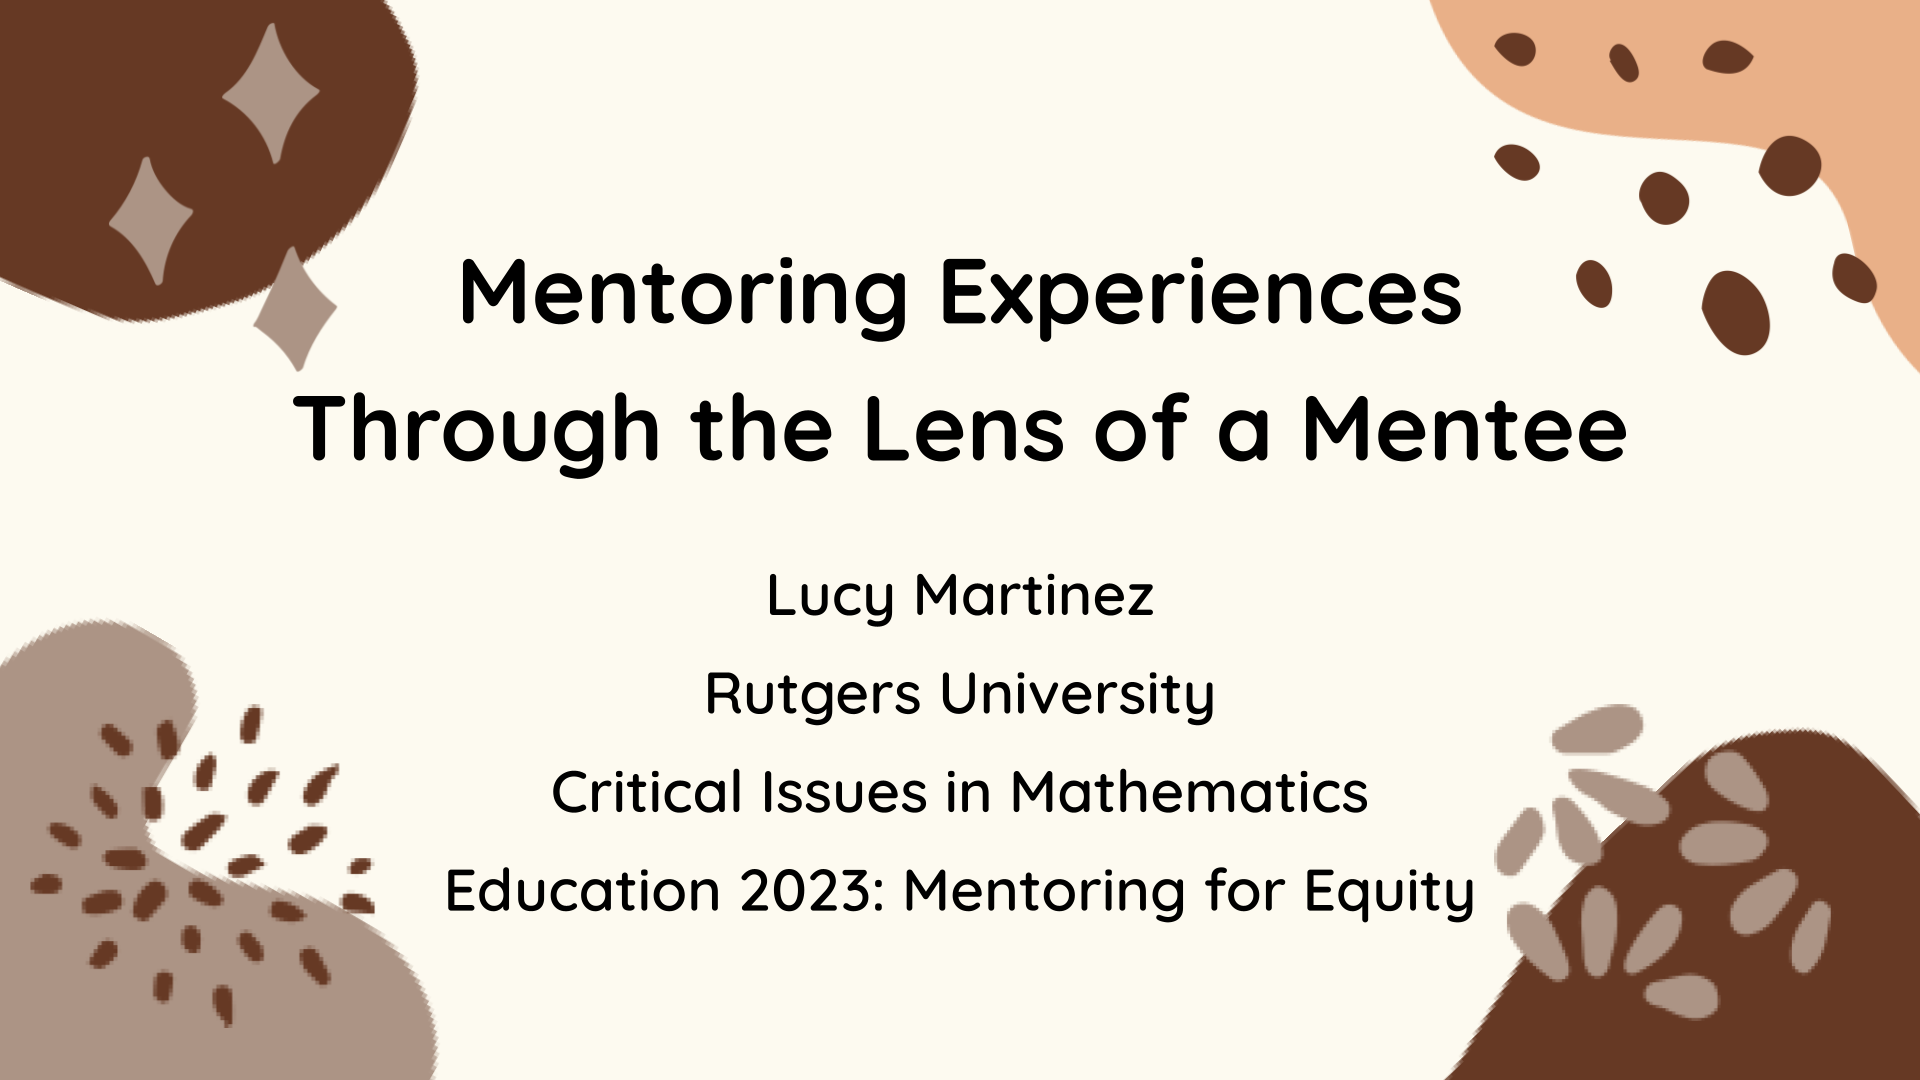 Mentoring Experiences
Through the Lens of a Mentee
Lucy Martinez
Rutgers University
Critical Issues in Mathematics
Education 2023: Mentoring for Equity